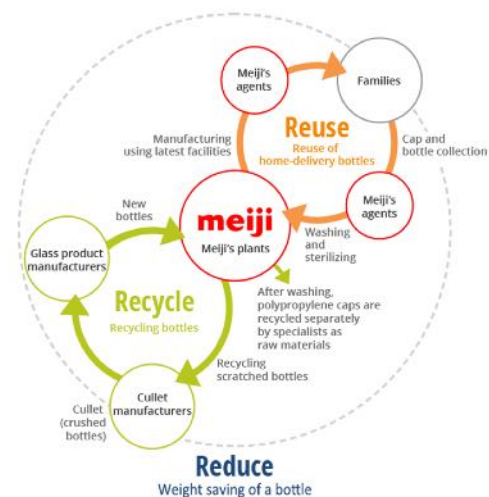 Meiji's
agents
Families
Reuse
Reuse of
home-delivery bottles
Manufacturing
using latest facilities
Cap and
bottle collection
Meiji's
agents
New
bottles
meiji
Meiji's plants
Washing
and
sterilizing
Glass product
manufacturers
Recycle
Recycling bottles
After washing,
polypropylene caps are
recycled separately
by specialists as
raw materials
Recycling
scratched bottles
Cullet
manufacturers
Cullet
(crushed
bottles)
Reduce
Weight saving of a bottle